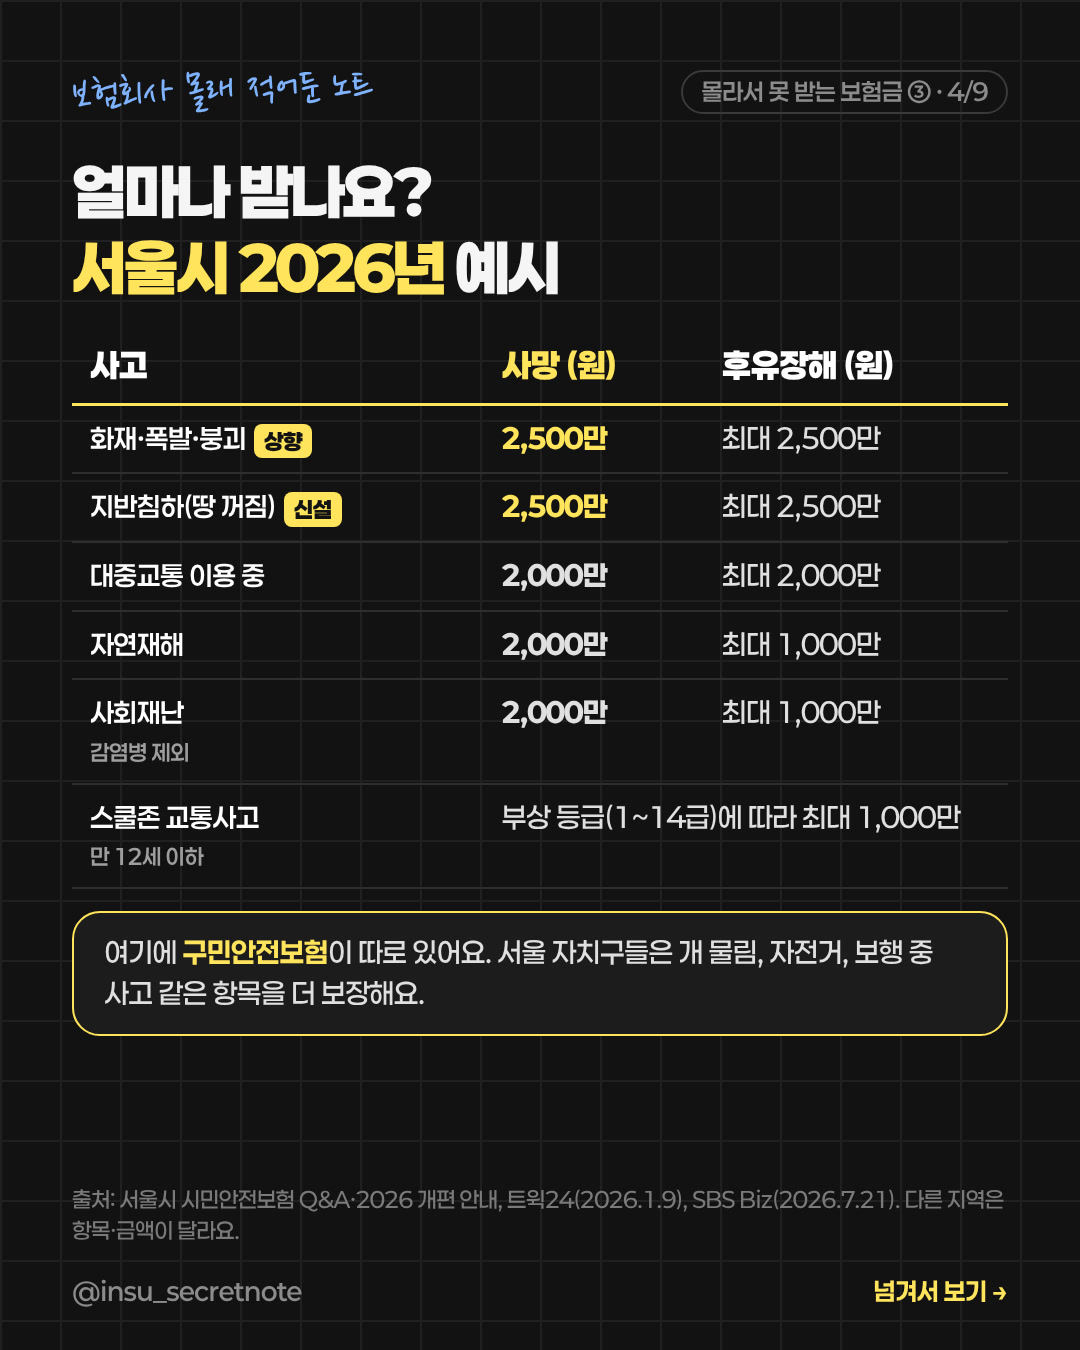 보험회사 몰래 적어둔 노트
몰라서 못 받는 보험금 ③ · 4/9
얼마나 받나요?
서울시 2026년 예시
사고 사망 (원) 후유장해 (원)
화재·폭발·붕괴 상향 2,500만 최대 2,500만
지반침하(땅 꺼짐) 신설 2,500만 최대 2,500만
대중교통 이용 중 2,000만 최대 2,000만
자연재해 2,000만 최대 1,000만
사회재난 2,000만 최대 1,000만
감염병 제외
스쿨존 교통사고 부상 등급(1~14급)에 따라 최대 1,000만
만 12세 이하
여기에 구민안전보험이 따로 있어요. 서울 자치구들은 개 물림, 자전거, 보행 중
사고 같은 항목을 더 보장해요.
출처: 서울시 시민안전보험 Q&A·2026 개편 안내, 트윅24(2026.1.9), SBS Biz(2026.7.21). 다른 지역은
항목·금액이 달라요.
@insu_secretnote
넘겨서 보기 →